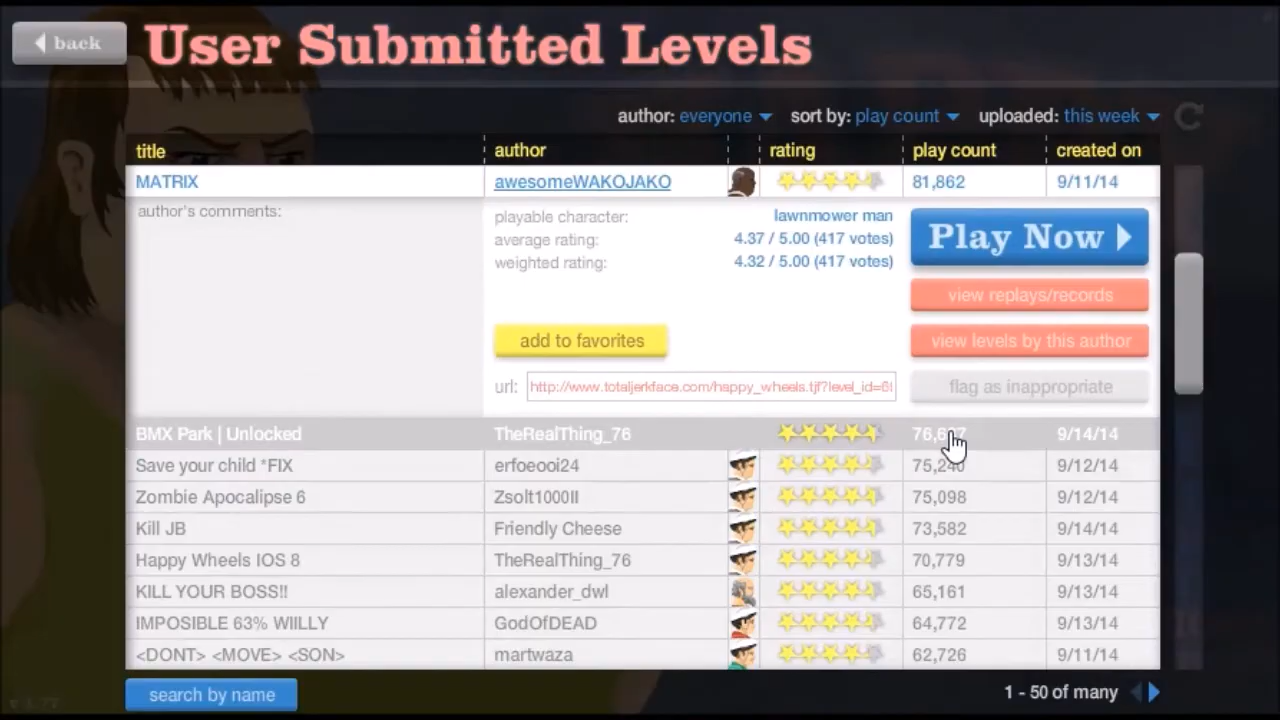 back
User Submitted Levels
author: everyone sort by: play count uploaded: this week
title author rating play count created on
MATRIX awesomeWAKOJAKO 81,862 9/11/14
author's comments:
playable character: lawnmower man
average rating: 4.37 / 5.00 (417 votes)
weighted rating: 4.32 / 5.00 (417 votes)
Play Now
view replays/records
add to favorites
view levels by this author
url: http://www.totaljerkface.com/happy_wheels.tjf?level_id=6
flag as inappropriate
BMX Park | Unlocked TheRealThing_76 9/14/14
Save your child *FIX erfoeooi24 75,240 9/12/14
Zombie Apocalipse 6 Zsolt1000II 75,098 9/12/14
Kill JB Friendly Cheese 73,582 9/14/14
Happy Wheels IOS 8 TheRealThing_76 70,779 9/13/14
KILL YOUR BOSS!! alexander_dwl 65,161 9/13/14
IMPOSIBLE 63% WIILLY GodOfDEAD 64,772 9/13/14
<DONT> <MOVE> <SON> martwaza 62,726 9/11/14
search by name
1 - 50 of many